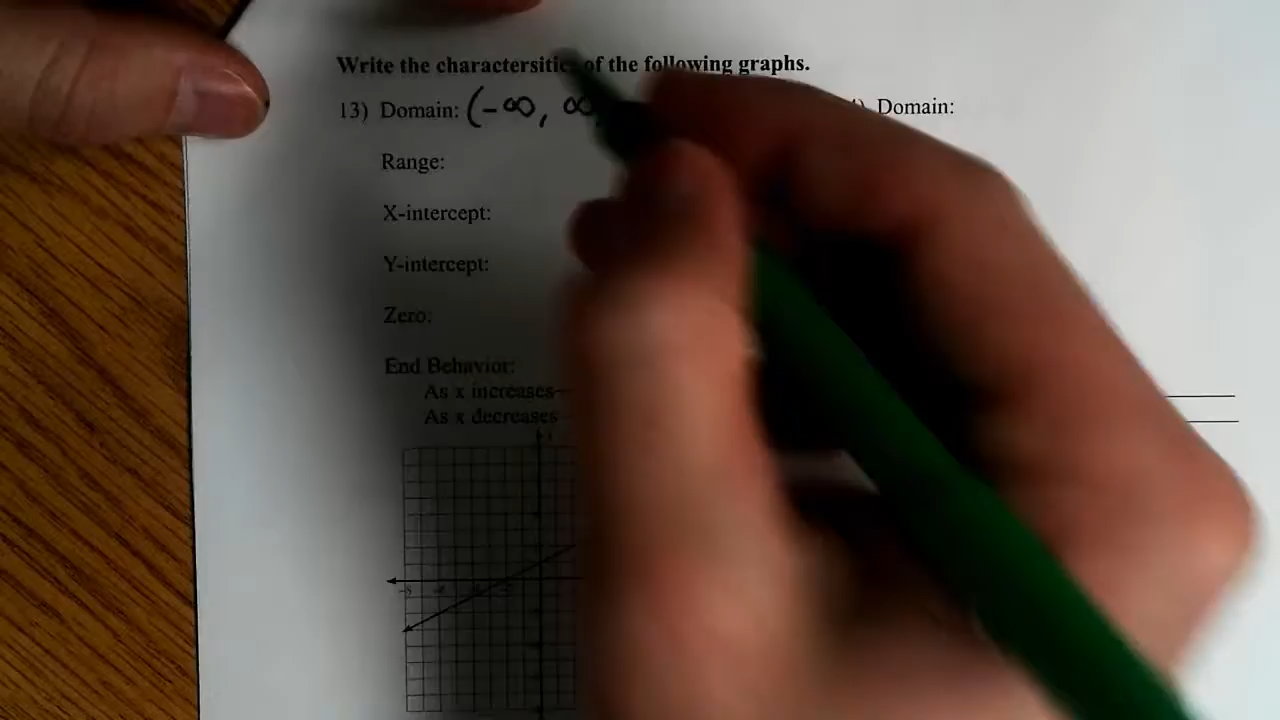 Write the charactersitics of the following graphs.
13) Domain: (-∞, ∞
Domain:
Range:
X-intercept:
Y-intercept:
Zero:
End Behavior:
As x increases
As x decreases